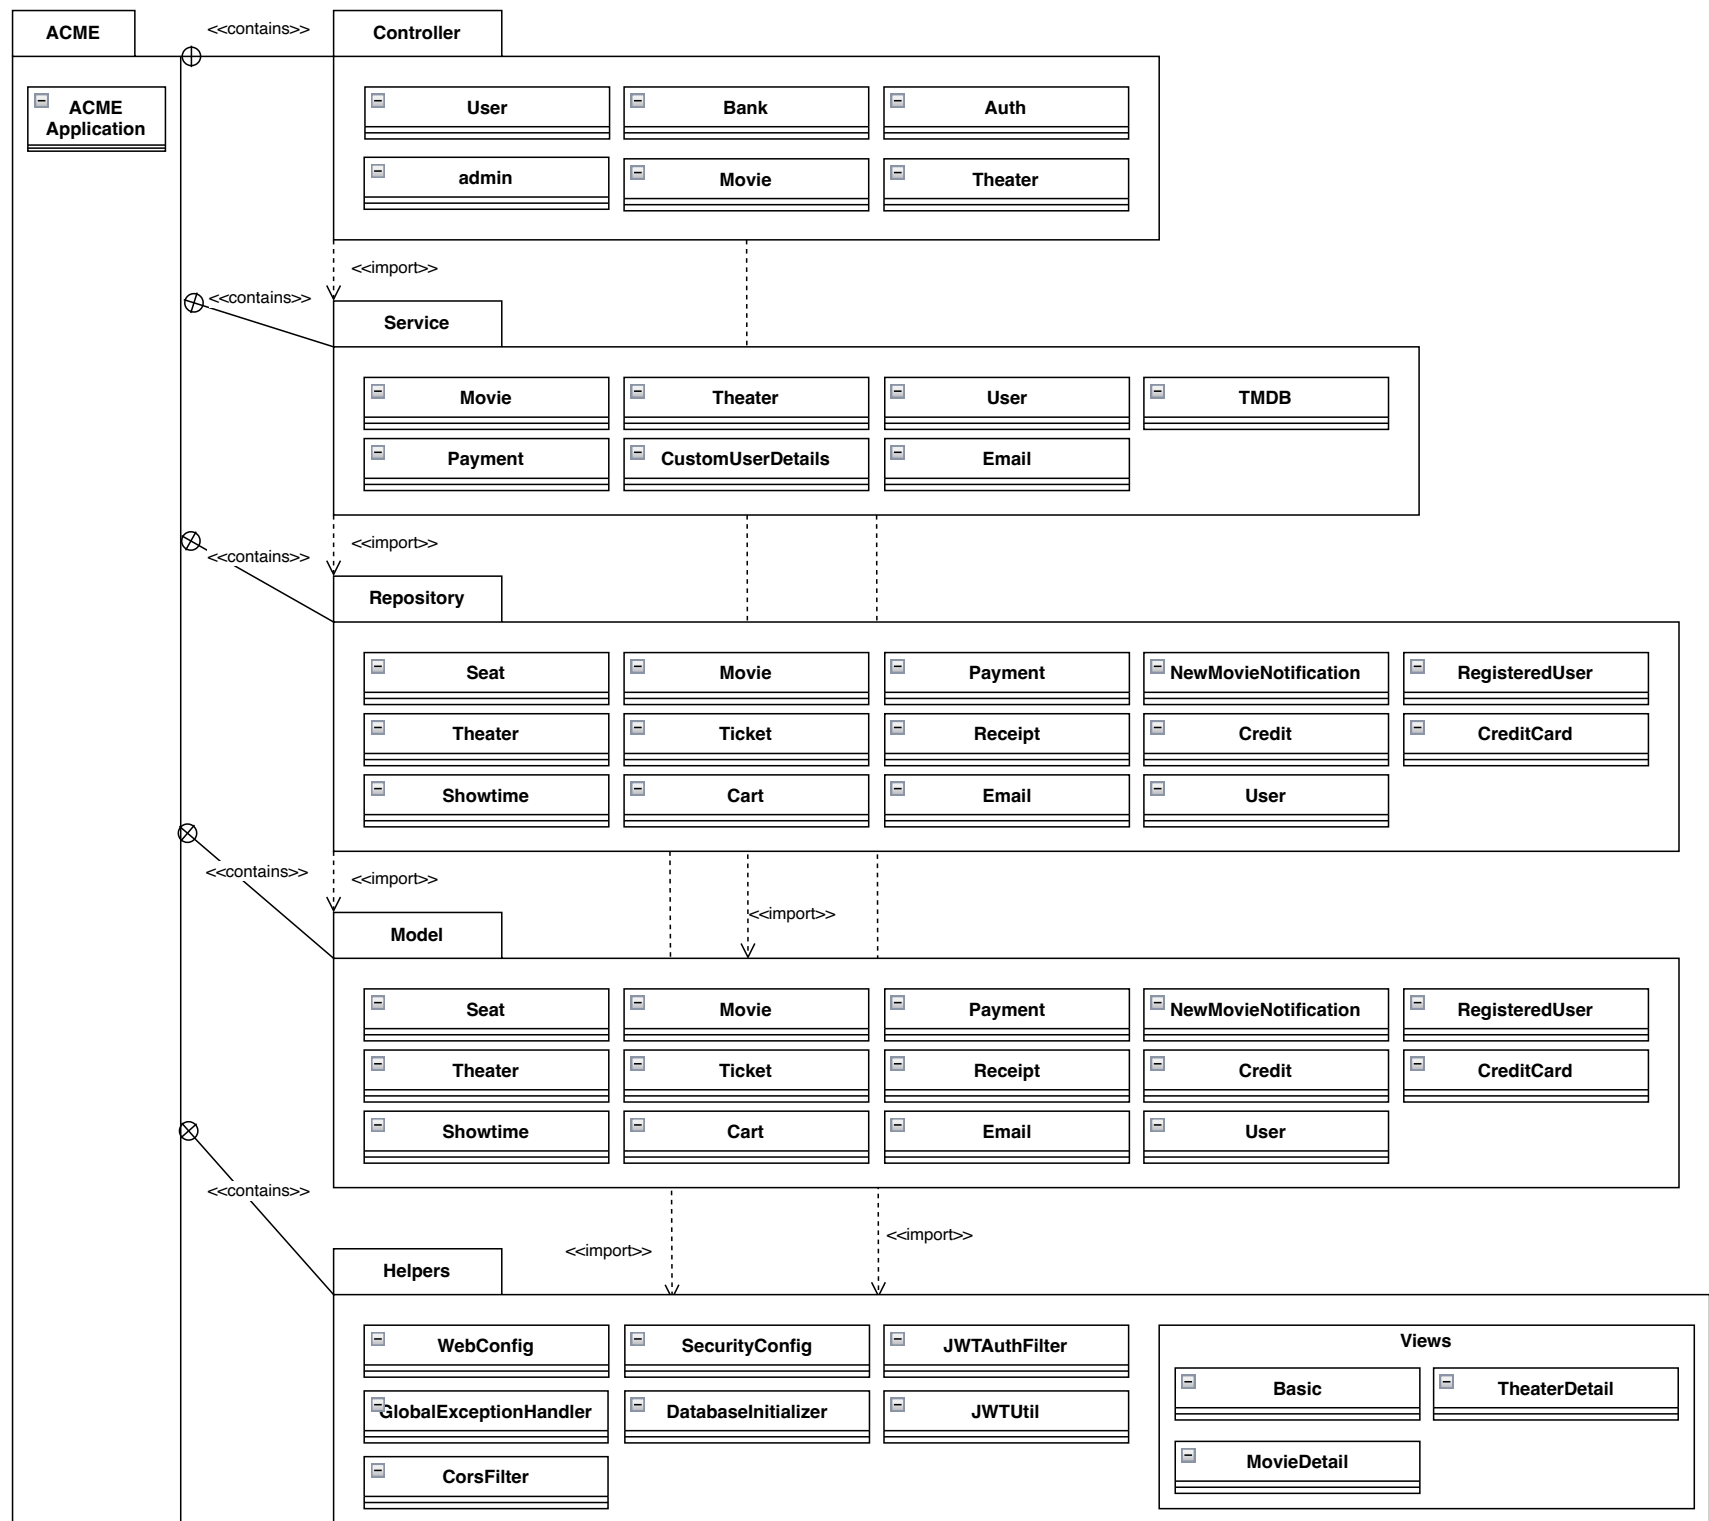 ACME
<<contains>>
Controller
ACME
Application
User
Bank
Auth
admin
Movie
Theater
<<import>>
<<contains>>
Service
Movie
Theater
User
TMDB
Payment
CustomUserDetails
Email
<<import>>
<<contains>>
Repository
Seat
Movie
Payment
NewMovieNotification
RegisteredUser
Theater
Ticket
Receipt
Credit
CreditCard
Showtime
Cart
Email
User
<<contains>>
<<import>>
<<import>>
Model
Seat
Movie
Payment
NewMovieNotification
RegisteredUser
Theater
Ticket
Receipt
Credit
CreditCard
Showtime
Cart
Email
User
<<contains>>
<<import>>
<<import>>
Helpers
WebConfig
SecurityConfig
JWTAuthFilter
Views
Basic
TheaterDetail
GlobalExceptionHandler
DatabaseInitializer
JWTUtil
MovieDetail
CorsFilter